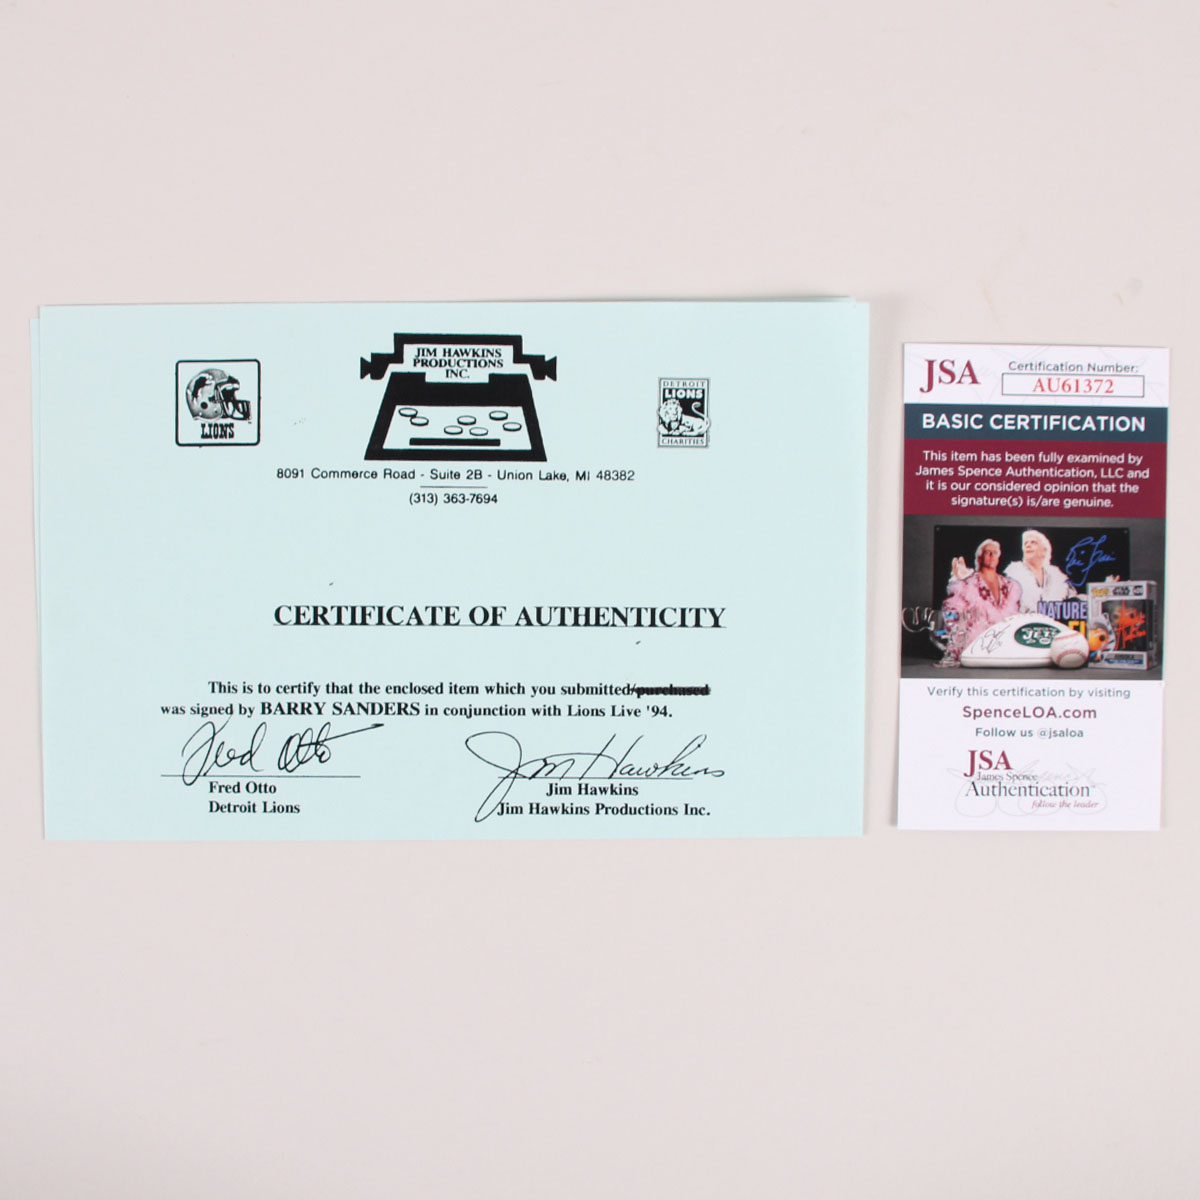 JIM HAWKINS
PRODUCTIONS
INC.
LIONS
DETROIT
LIONS
CHARITIES
8091 Commerce Road - Suite 2B - Union Lake, MI 48382
(313) 363-7694
CERTIFICATE OF AUTHENTICITY
This is to certify that the enclosed item which you submitted/purchased
was signed by BARRY SANDERS in conjunction with Lions Live '94.
Fred Otto
Jim Hawkins
Fred Otto
Detroit Lions
Jim Hawkins
Jim Hawkins Productions Inc.
JSA
Certification Number:
AU61372
BASIC CERTIFICATION
This item has been fully examined by
James Spence Authentication, LLC and
it is our considered opinion that the
signature(s) is/are genuine.
NATURE
JETS
STAR WARS
Verify this certification by visiting
SpenceLOA.com
Follow us @jsaloa
JSA
James Spence
Authentication
follow the leader